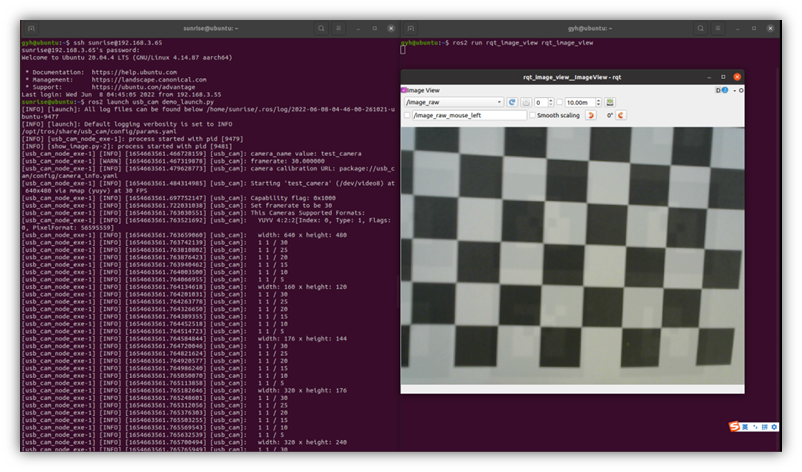 sunrise@ubuntu: ~
gyh@ubuntu:~$ ssh sunrise@192.168.3.65
sunrise@192.168.3.65's password:
Welcome to Ubuntu 20.04.4 LTS (GNU/Linux 4.14.87 aarch64)
* Documentation: https://help.ubuntu.com
* Management: https://landscape.canonical.com
* Support: https://ubuntu.com/advantage
Last login: Wed Jun 8 04:45:05 2022 from 192.168.3.55
sunrise@ubuntu:~$ ros2 launch usb_cam demo_launch.py
[INFO] [launch]: All log files can be found below /home/sunrise/.ros/log/2022-06-08-04-46-00-261021-u
buntu-9477
[INFO] [launch]: Default logging verbosity is set to INFO
/opt/tros/share/usb_cam/config/params.yaml
[INFO] [usb_cam_node_exe-1]: process started with pid [9479]
[INFO] [show_image.py-2]: process started with pid [9481]
[usb_cam_node_exe-1] [INFO] [1654663561.466728159] [usb_cam]: camera_name value: test_camera
[usb_cam_node_exe-1] [WARN] [1654663561.467319878] [usb_cam]: framerate: 30.000000
[usb_cam_node_exe-1] [INFO] [1654663561.479628773] [usb_cam]: camera calibration URL: package://usb_c
am/config/camera_info.yaml
[usb_cam_node_exe-1] [INFO] [1654663561.484314985] [usb_cam]: Starting 'test_camera' (/dev/video8) at
640x480 via mmap (yuyv) at 30 FPS
[usb_cam_node_exe-1] [INFO] [1654663561.697752147] [usb_cam]: Capability flag: 0x1000
[usb_cam_node_exe-1] [INFO] [1654663561.722031038] [usb_cam]: Set framerate to be 30
[usb_cam_node_exe-1] [INFO] [1654663561.763030551] [usb_cam]: This Cameras Supported Formats:
[usb_cam_node_exe-1] [INFO] [1654663561.763521692] [usb_cam]: YUYV 4:2:2[Index: 0, Type: 1, Flags:
0, PixelFormat: 56595559]
[usb_cam_node_exe-1] [INFO] [1654663561.763659060] [usb_cam]: width: 640 x height: 480
[usb_cam_node_exe-1] [INFO] [1654663561.763742139] [usb_cam]: 1 1 / 30
[usb_cam_node_exe-1] [INFO] [1654663561.763810802] [usb_cam]: 1 1 / 25
[usb_cam_node_exe-1] [INFO] [1654663561.763876423] [usb_cam]: 1 1 / 20
[usb_cam_node_exe-1] [INFO] [1654663561.763940462] [usb_cam]: 1 1 / 15
[usb_cam_node_exe-1] [INFO] [1654663561.764003500] [usb_cam]: 1 1 / 10
[usb_cam_node_exe-1] [INFO] [1654663561.764066955] [usb_cam]: 1 1 / 5
[usb_cam_node_exe-1] [INFO] [1654663561.764134618] [usb_cam]: width: 160 x height: 120
[usb_cam_node_exe-1] [INFO] [1654663561.764201031] [usb_cam]: 1 1 / 30
[usb_cam_node_exe-1] [INFO] [1654663561.764263778] [usb_cam]: 1 1 / 25
[usb_cam_node_exe-1] [INFO] [1654663561.764326650] [usb_cam]: 1 1 / 20
[usb_cam_node_exe-1] [INFO] [1654663561.764389355] [usb_cam]: 1 1 / 15
[usb_cam_node_exe-1] [INFO] [1654663561.764452518] [usb_cam]: 1 1 / 10
[usb_cam_node_exe-1] [INFO] [1654663561.764514723] [usb_cam]: 1 1 / 5
[usb_cam_node_exe-1] [INFO] [1654663561.764584844] [usb_cam]: width: 176 x height: 144
[usb_cam_node_exe-1] [INFO] [1654663561.764720046] [usb_cam]: 1 1 / 30
[usb_cam_node_exe-1] [INFO] [1654663561.764821624] [usb_cam]: 1 1 / 25
[usb_cam_node_exe-1] [INFO] [1654663561.764920577] [usb_cam]: 1 1 / 20
[usb_cam_node_exe-1] [INFO] [1654663561.764986240] [usb_cam]: 1 1 / 15
[usb_cam_node_exe-1] [INFO] [1654663561.765050070] [usb_cam]: 1 1 / 10
[usb_cam_node_exe-1] [INFO] [1654663561.765113858] [usb_cam]: 1 1 / 5
[usb_cam_node_exe-1] [INFO] [1654663561.765182646] [usb_cam]: width: 320 x height: 176
[usb_cam_node_exe-1] [INFO] [1654663561.765248601] [usb_cam]: 1 1 / 30
[usb_cam_node_exe-1] [INFO] [1654663561.765312056] [usb_cam]: 1 1 / 25
[usb_cam_node_exe-1] [INFO] [1654663561.765376303] [usb_cam]: 1 1 / 20
[usb_cam_node_exe-1] [INFO] [1654663561.765503255] [usb_cam]: 1 1 / 15
[usb_cam_node_exe-1] [INFO] [1654663561.765569543] [usb_cam]: 1 1 / 10
[usb_cam_node_exe-1] [INFO] [1654663561.765632539] [usb_cam]: 1 1 / 5
[usb_cam_node_exe-1] [INFO] [1654663561.765700494] [usb_cam]: width: 320 x height: 240
[usb_cam_node_exe-1] [INFO] [1654663561.765765949] [usb_cam]: 1 1 / 30
gyh@ubuntu: ~
gyh@ubuntu:~$ ros2 run rqt_image_view rqt_image_view
rqt_image_view__ImageView - rqt
Image View
/image_raw
0
10.00m
/image_raw_mouse_left
Smooth scaling
0°
英
拼